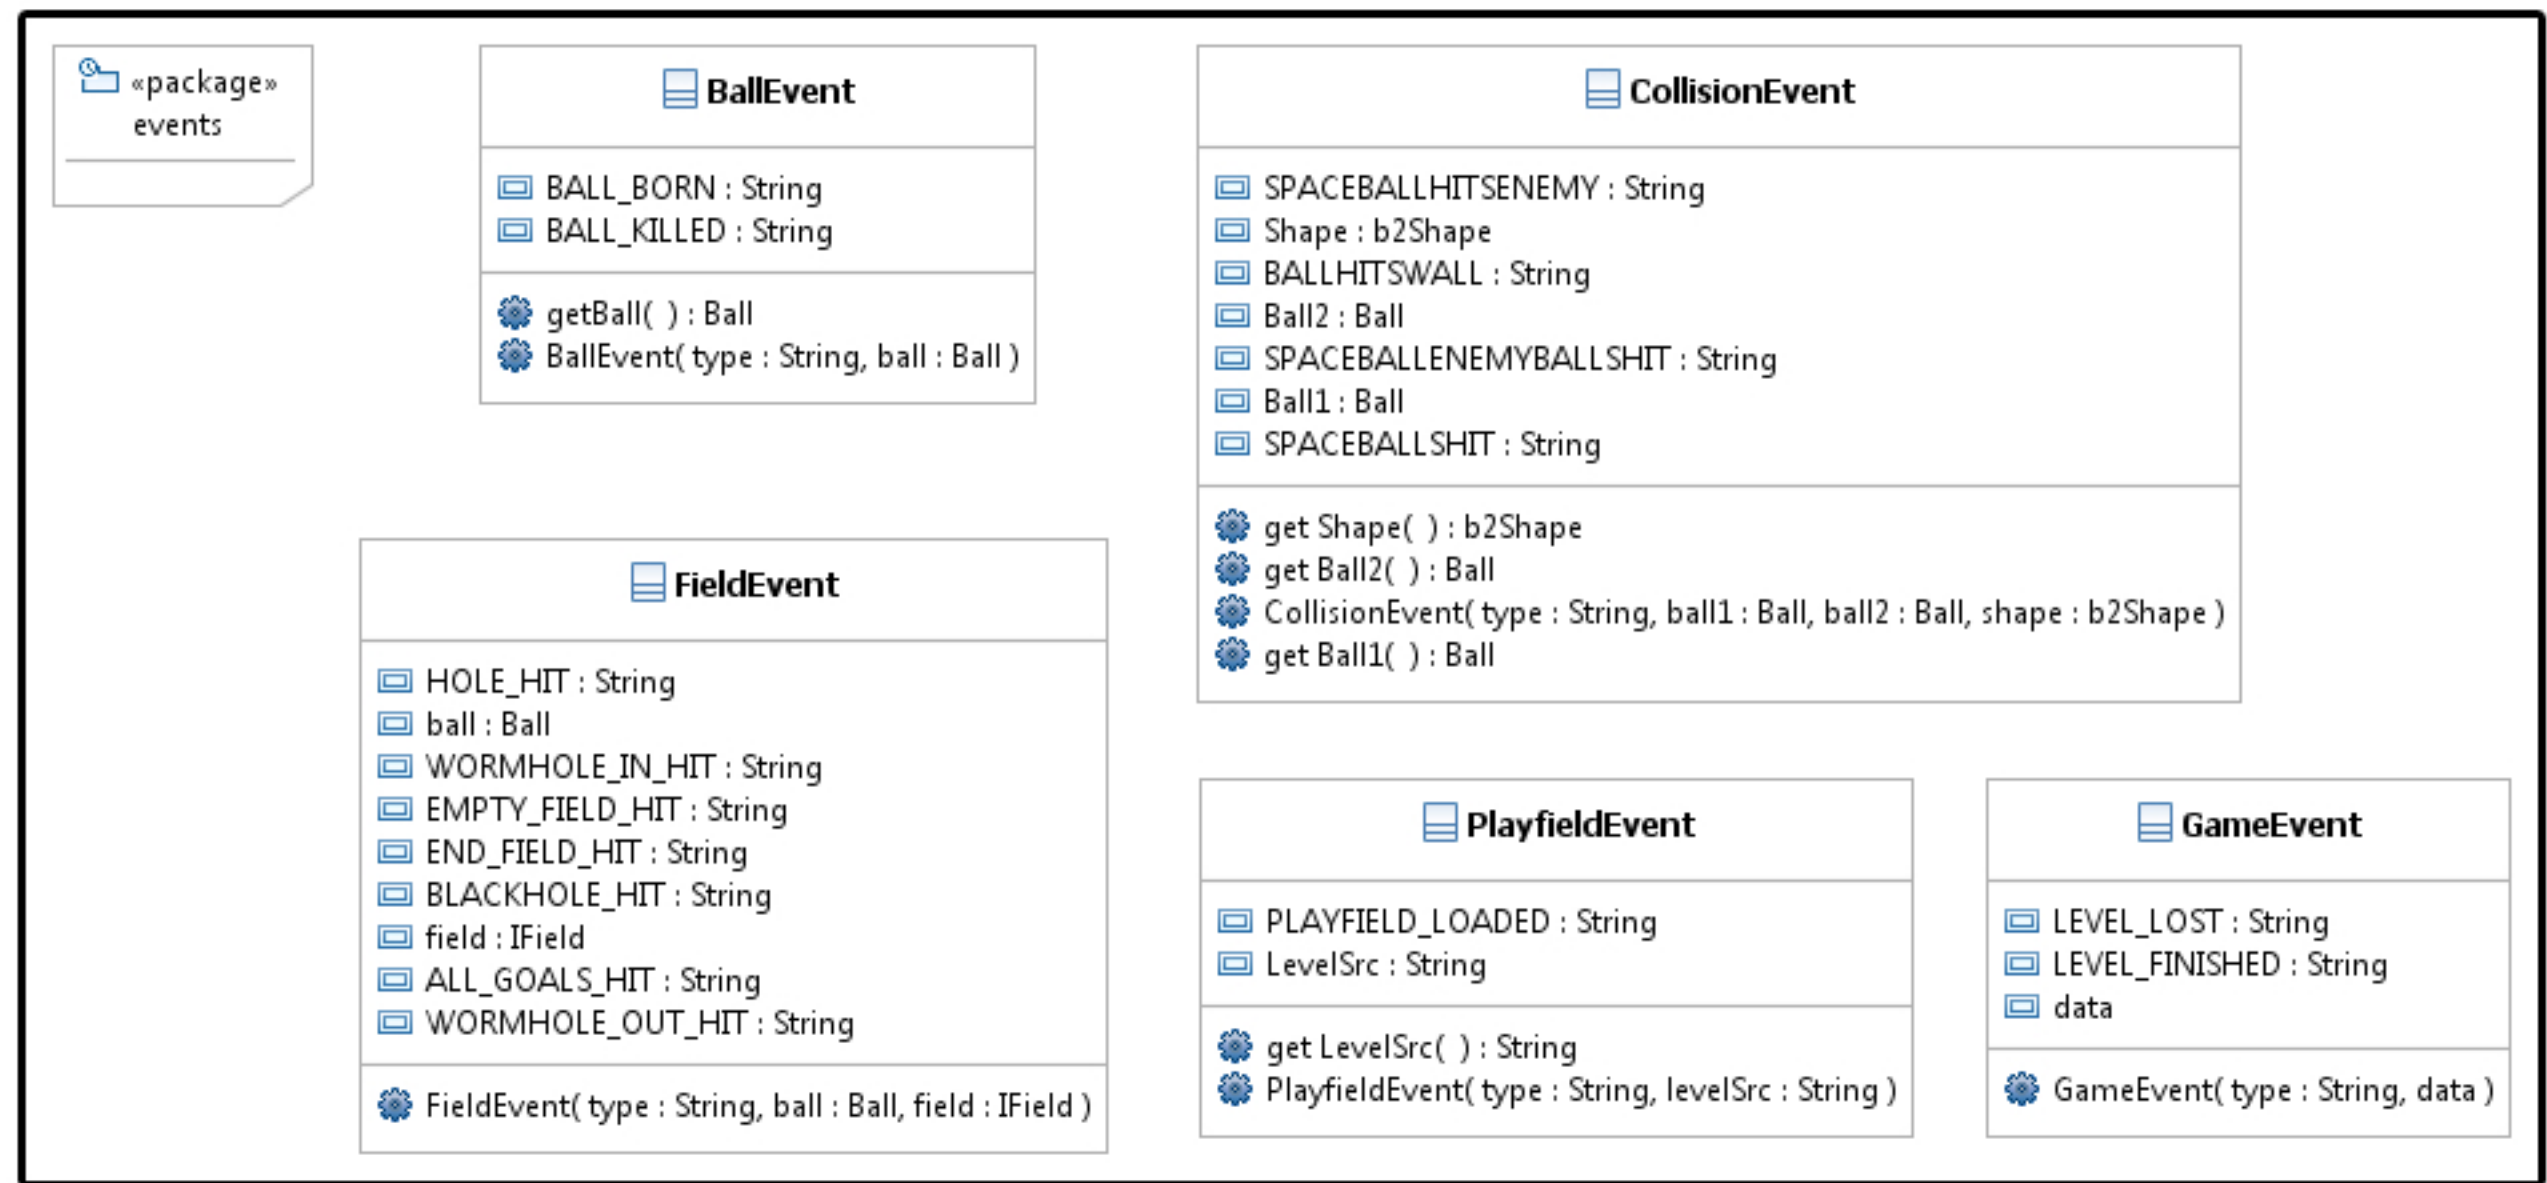 «package»
events
BallEvent
BALL_BORN : String
BALL_KILLED : String
getBall( ) : Ball
BallEvent( type : String, ball : Ball )
CollisionEvent
SPACEBALLHITSENEMY : String
Shape : b2Shape
BALLHITSWALL : String
Ball2 : Ball
SPACEBALLENEMYBALLSHIT : String
Ball1 : Ball
SPACEBALLSHIT : String
get Shape( ) : b2Shape
get Ball2( ) : Ball
CollisionEvent( type : String, ball1 : Ball, ball2 : Ball, shape : b2Shape )
get Ball1( ) : Ball
FieldEvent
HOLE_HIT : String
ball : Ball
WORMHOLE_IN_HIT : String
EMPTY_FIELD_HIT : String
END_FIELD_HIT : String
BLACKHOLE_HIT : String
field : IField
ALL_GOALS_HIT : String
WORMHOLE_OUT_HIT : String
FieldEvent( type : String, ball : Ball, field : IField )
PlayfieldEvent
PLAYFIELD_LOADED : String
LevelSrc : String
get LevelSrc( ) : String
PlayfieldEvent( type : String, levelSrc : String )
GameEvent
LEVEL_LOST : String
LEVEL_FINISHED : String
data
GameEvent( type : String, data )